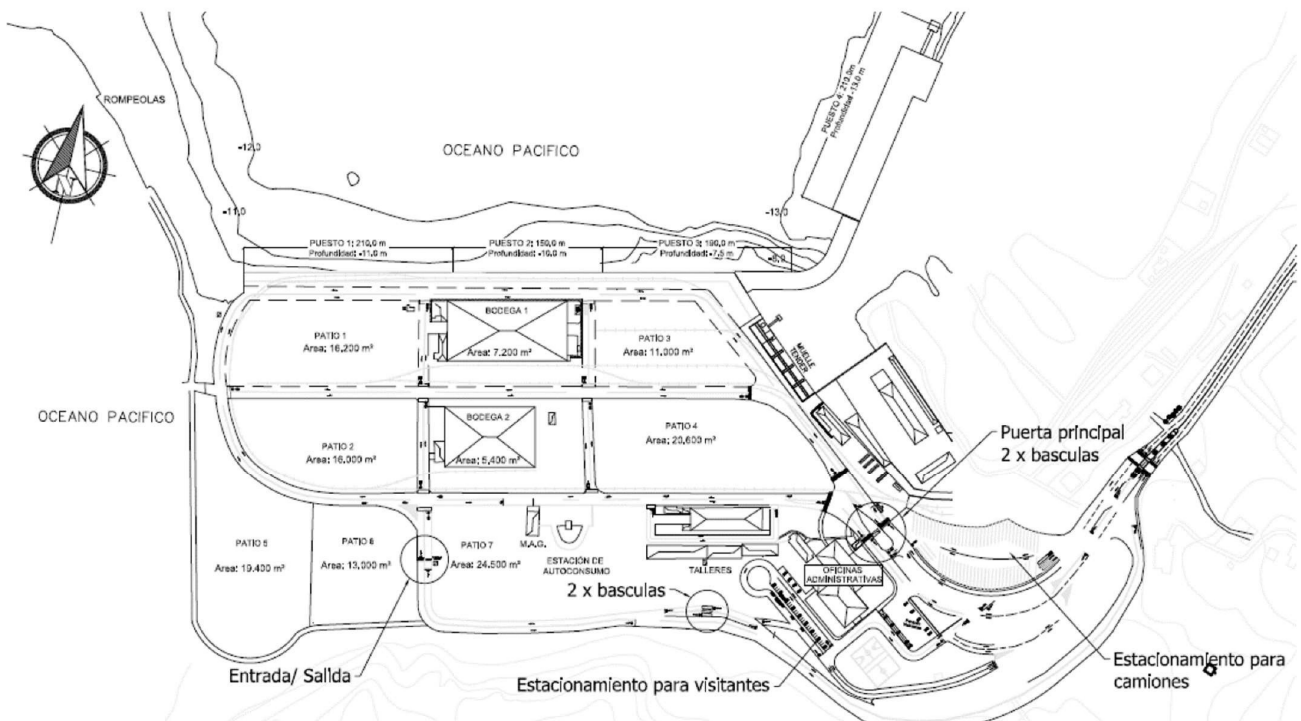 ROMPEOLAS
N
-12,0
OCEANO PACIFICO
PUESTO 4: 210,0m
Profundidad -13,0 m
-11,0
-13,0
PUESTO 1: 210,0 m
Profundidad: -11,0 m
PUESTO 2: 150,0 m
Profundidad: -10,0 m
PUESTO 3: 190,0 m
Profundidad: -7,5 m
BODEGA 1
Area: 7.200 m²
PATIO 1
Area: 16,200 m²
PATIO 3
Area: 11,000 m²
MUELLE
TENDER
OCEANO PACIFICO
PATIO 2
Area: 16.000 m²
BODEGA 2
Area: 5,400 m²
PATIO 4
Area: 20,600 m²
Puerta principal
2 x basculas
PATIO 5
Area: 19.400 m²
PATIO 6
Area: 13,000 m²
PATIO 7
Area: 24.500 m²
M.A.G.
ESTACIÓN DE
AUTOCONSUMO
TALLERES
OFICINAS
ADMINISTRATIVAS
2 x basculas
Entrada/ Salida
Estacionamiento para visitantes
Estacionamiento para
camiones